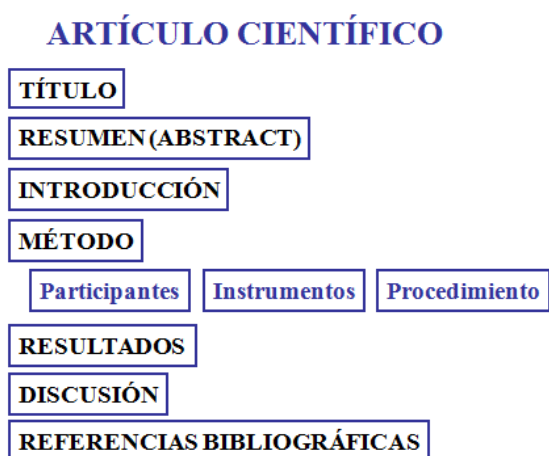 ARTÍCULO CIENTÍFICO
TÍTULO
RESUMEN (ABSTRACT)
INTRODUCCIÓN
MÉTODO
Participantes Instrumentos Procedimiento
RESULTADOS
DISCUSIÓN
REFERENCIAS BIBLIOGRÁFICAS